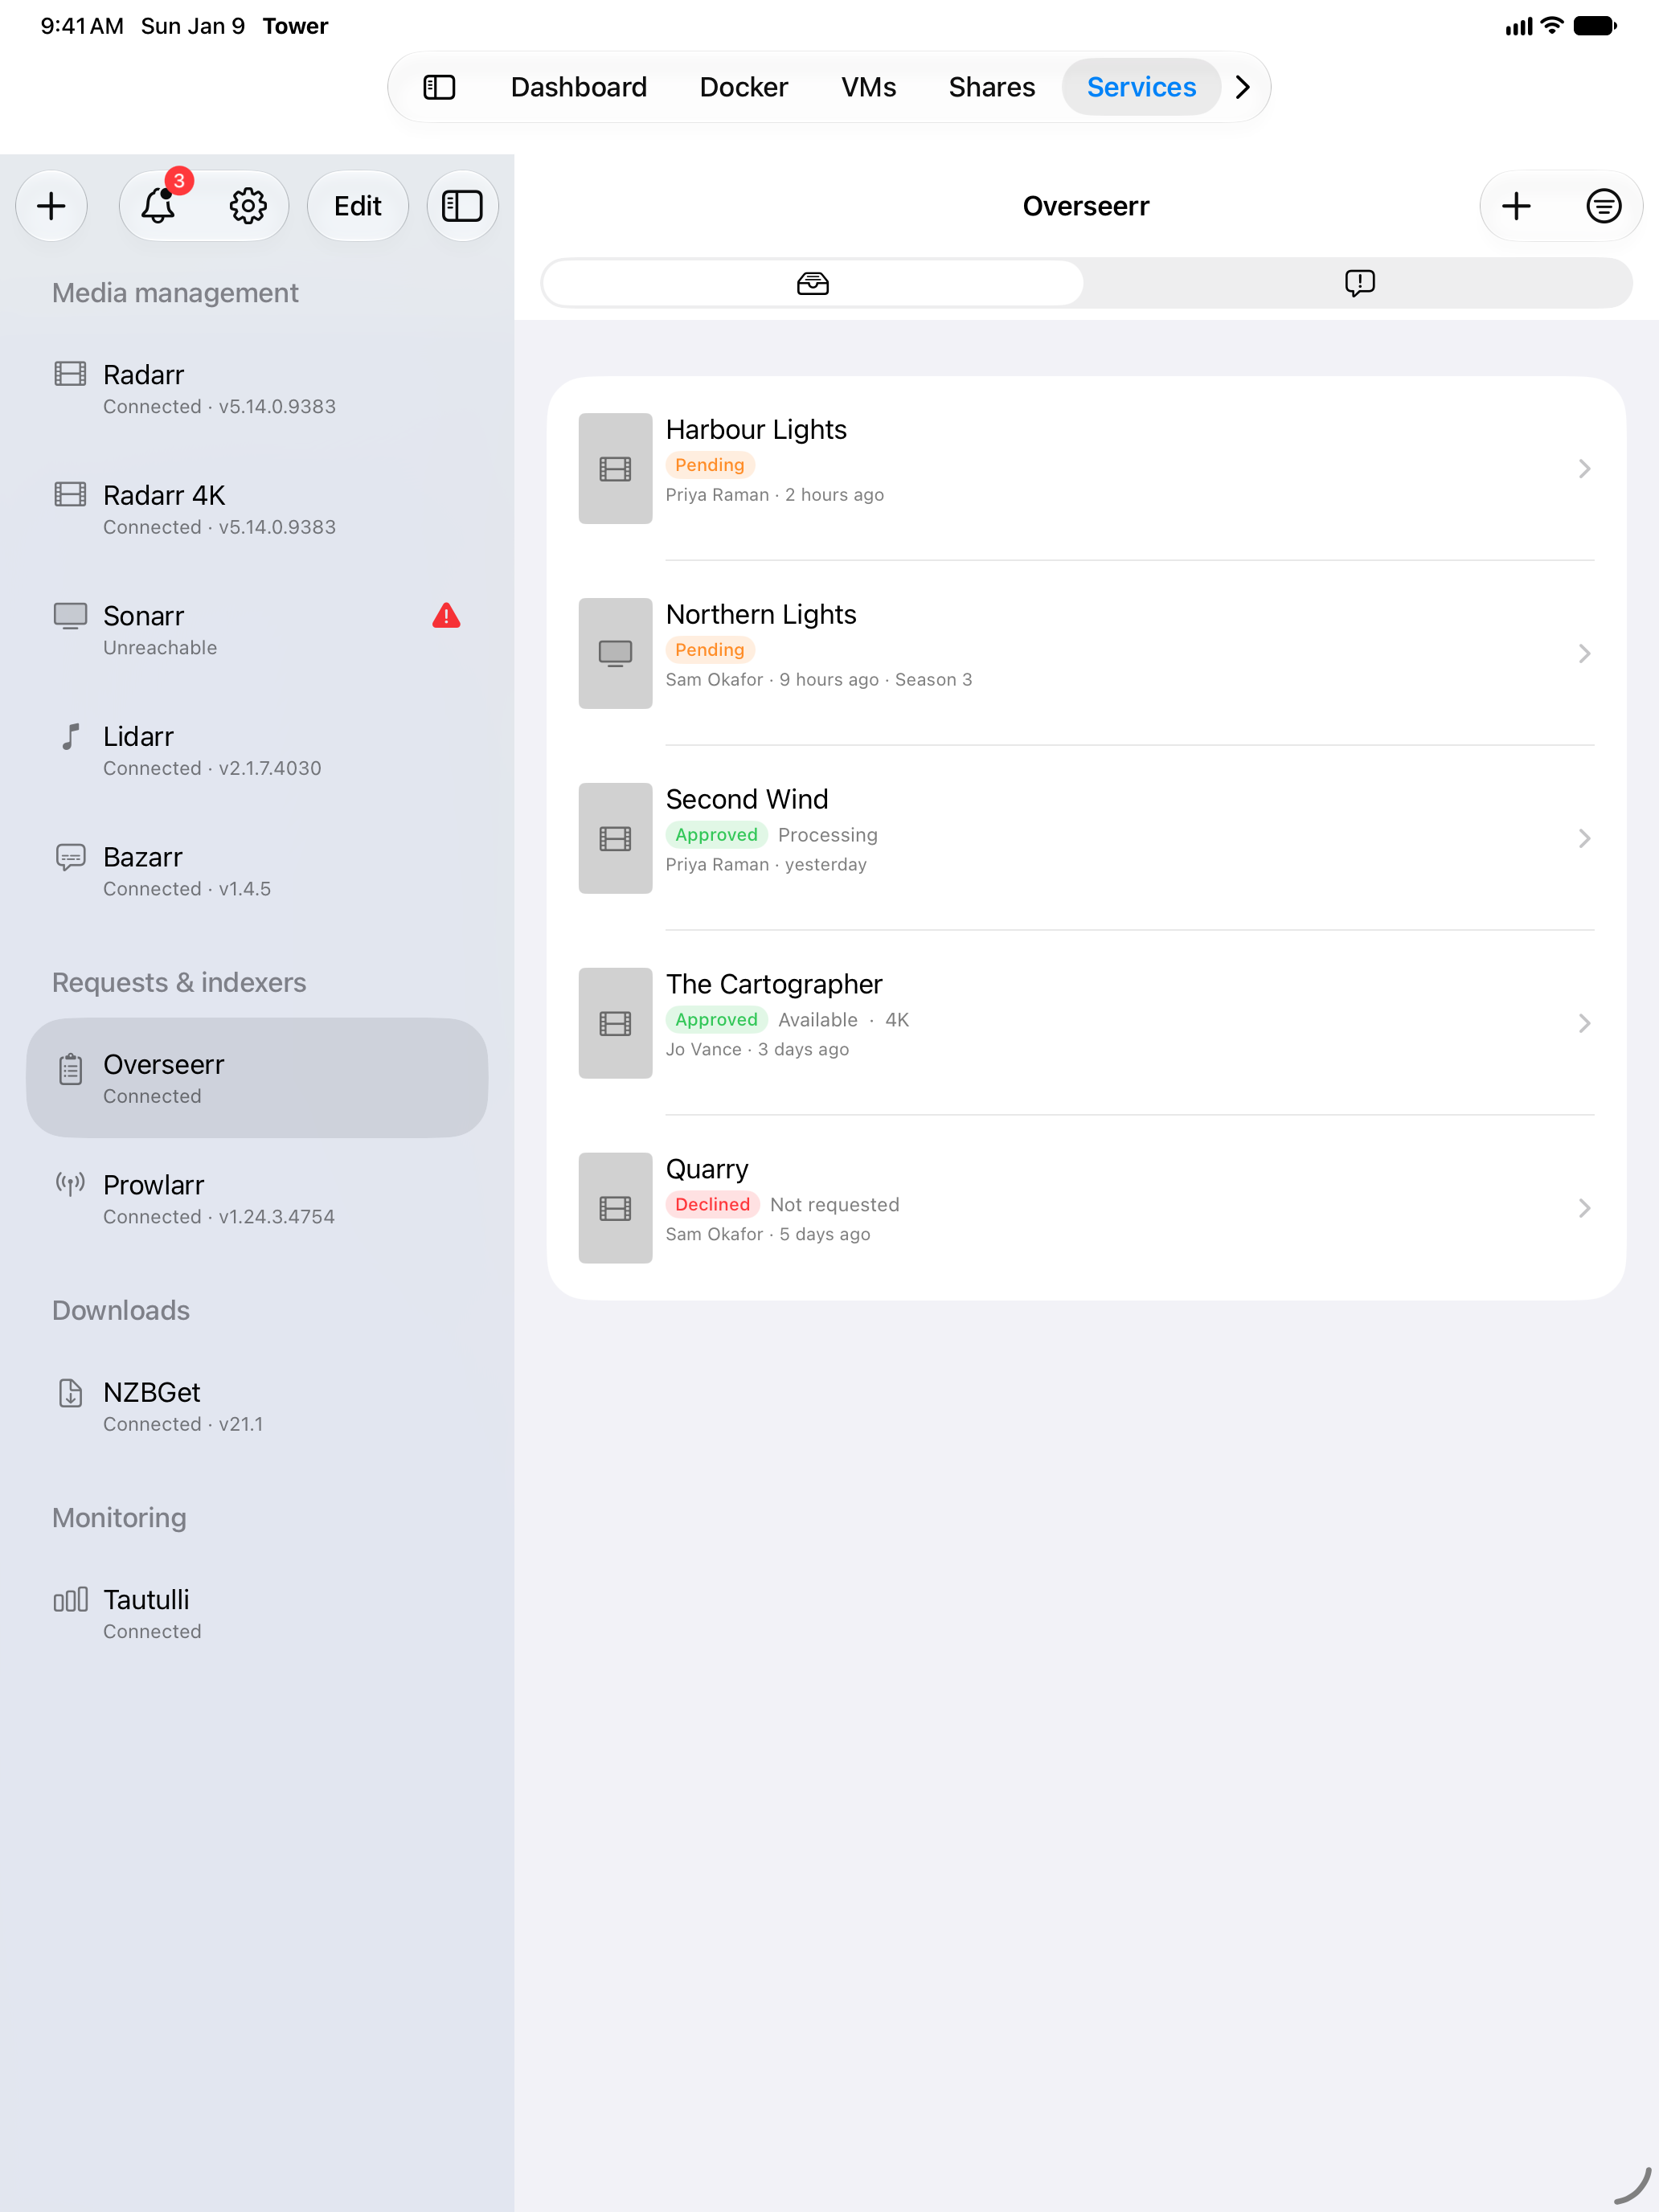 9:41 AM Sun Jan 9 Tower
Dashboard Docker VMs Shares Services
3
Edit
Overseerr
Media management
Radarr
Connected · v5.14.0.9383
Radarr 4K
Connected · v5.14.0.9383
Sonarr
Unreachable
Lidarr
Connected · v2.1.7.4030
Bazarr
Connected · v1.4.5
Requests & indexers
Overseerr
Connected
Prowlarr
Connected · v1.24.3.4754
Downloads
NZBGet
Connected · v21.1
Monitoring
Tautulli
Connected
Harbour Lights
Pending
Priya Raman · 2 hours ago
Northern Lights
Pending
Sam Okafor · 9 hours ago · Season 3
Second Wind
Approved Processing
Priya Raman · yesterday
The Cartographer
Approved Available · 4K
Jo Vance · 3 days ago
Quarry
Declined Not requested
Sam Okafor · 5 days ago